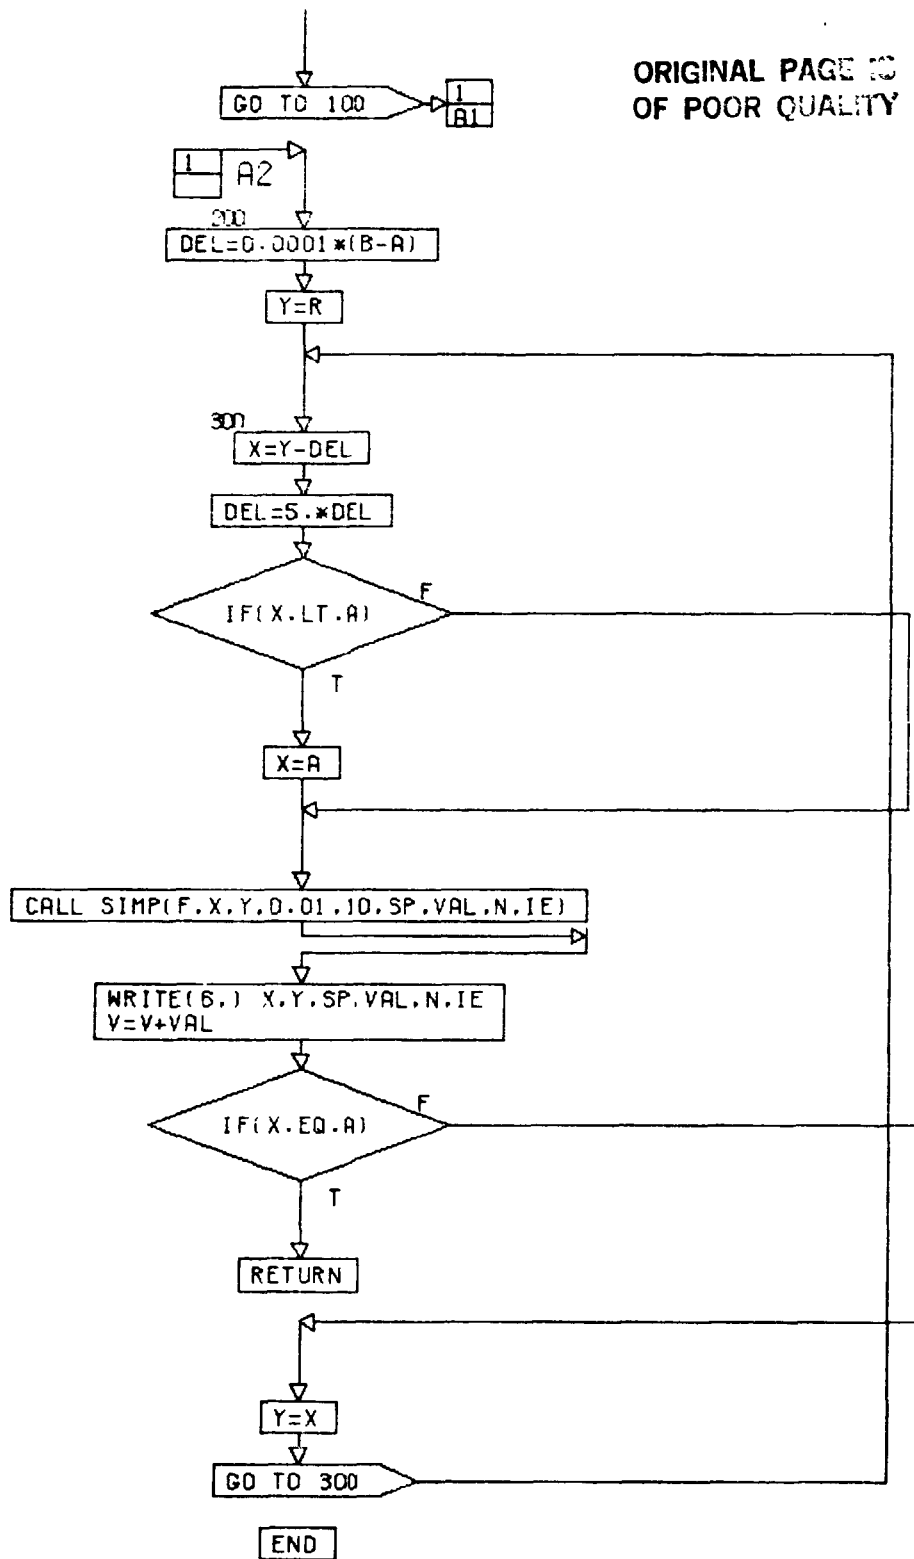 ORIGINAL PAGE IS
OF POOR QUALITY
GO TO 100
1
A1
1
A2
200
DEL=0.0001*(B-A)
Y=R
300
X=Y-DEL
DEL=5.*DEL
IF(X.LT.A)
F
T
X=A
CALL SIMP(F,X,Y,0.01,10,SP,VAL,N,IE)
WRITE(6,) X,Y,SP,VAL,N,IE
V=V+VAL
IF(X.EQ.A)
F
T
RETURN
Y=X
GO TO 300
END